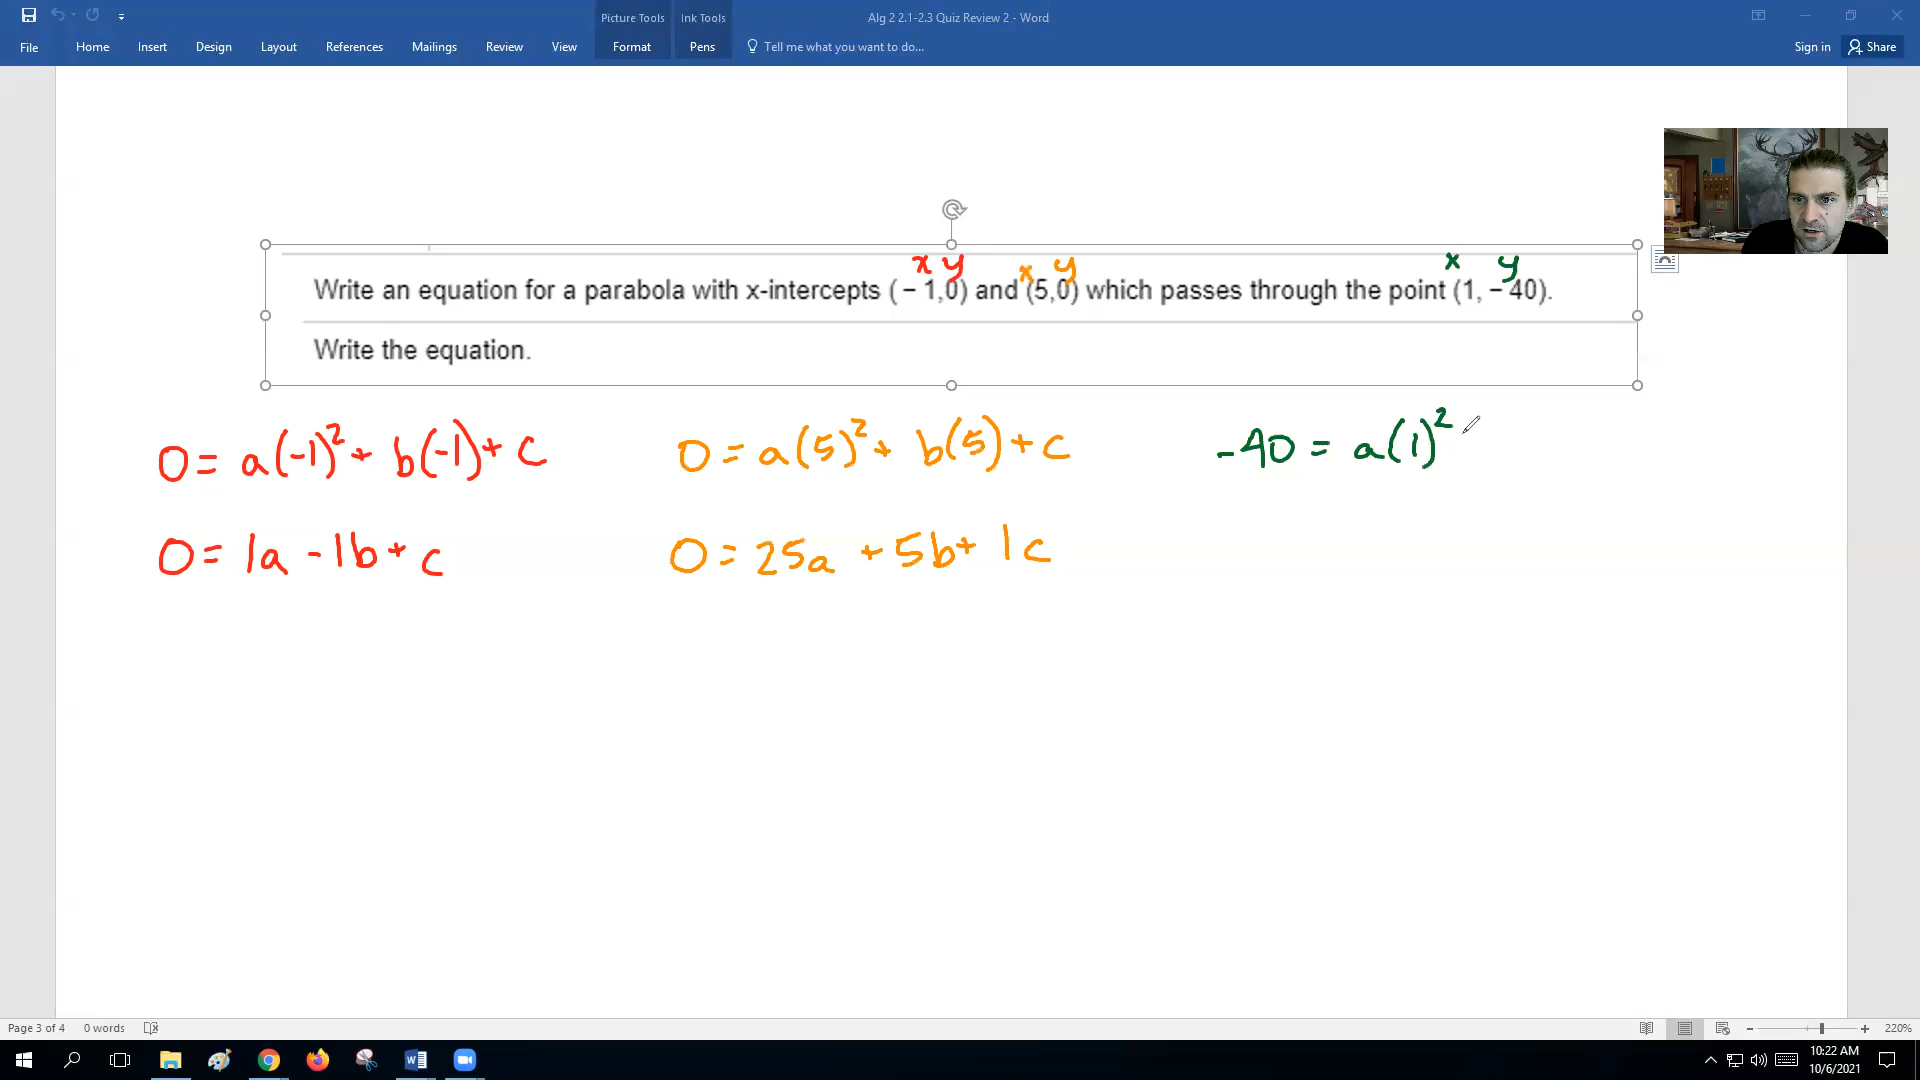 Picture Tools Ink Tools Alg 2 2.1-2.3 Quiz Review 2 - Word
File Home Insert Design Layout References Mailings Review View Format Pens Tell me what you want to do... Sign in Share
x y x y x y
Write an equation for a parabola with x-intercepts ( − 1,0) and (5,0) which passes through the point (1, − 40).
Write the equation.
0 = a(-1)² + b(-1) + c 0 = a(5)² + b(5) + c -40 = a(1)²
0 = 1a - 1b + c 0 = 25a + 5b + 1c
Page 3 of 4 0 words 220%
10:22 AM
10/6/2021